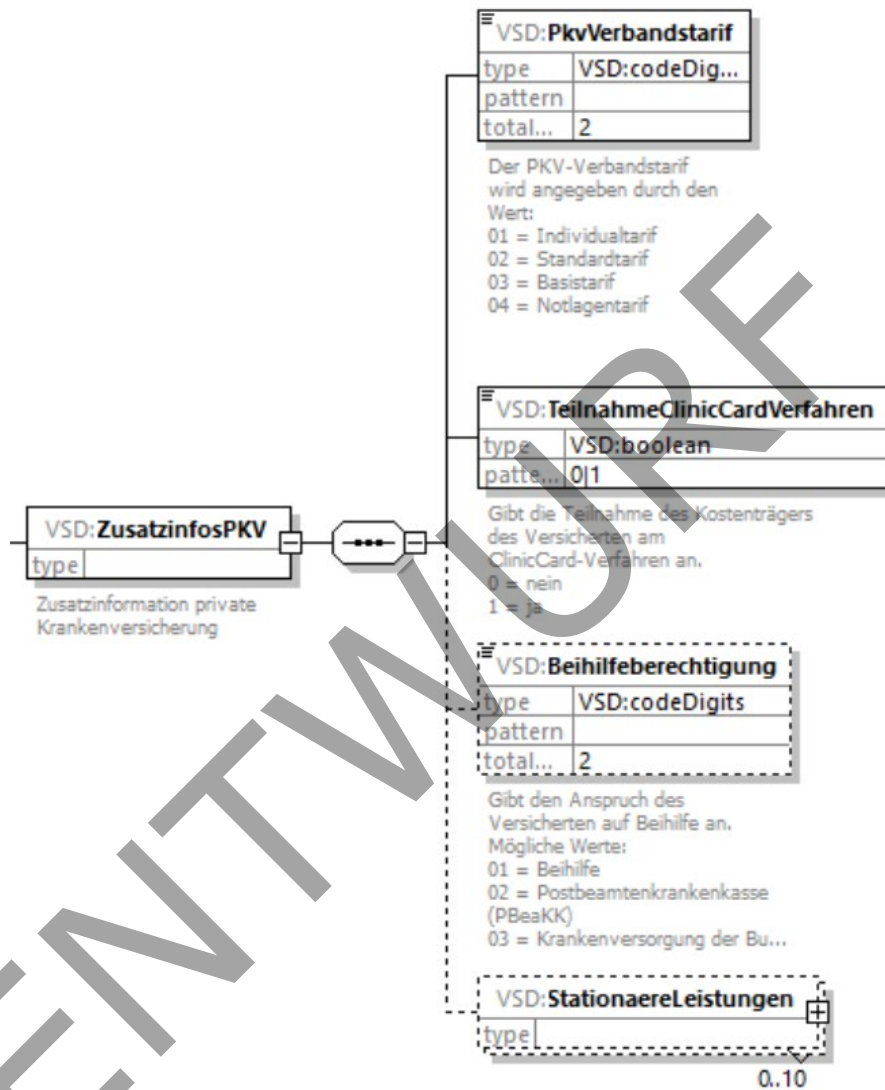 VSD:PkvVerbandstarif
type VSD:codeDig...
pattern
total... 2
Der PKV-Verbandstarif
wird angegeben durch den
Wert:
01 = Individualtarif
02 = Standardtarif
03 = Basistarif
04 = Notlagentarif
VSD:TeilnahmeClinicCardVerfahren
type VSD:boolean
patte... 0|1
Gibt die Teilnahme des Kostenträgers
des Versicherten am
ClinicCard-Verfahren an.
0 = nein
1 = ja
VSD:ZusatzinfosPKV
type
Zusatzinformation private
Krankenversicherung
VSD:Beihilfeberechtigung
type VSD:codeDigits
pattern
total... 2
Gibt den Anspruch des
Versicherten auf Beihilfe an.
Mögliche Werte:
01 = Beihilfe
02 = Postbeamtenkrankenkasse
(PBeaKK)
03 = Krankenversorgung der Bu...
VSD:StationaereLeistungen
type
0..10
ENTWURF